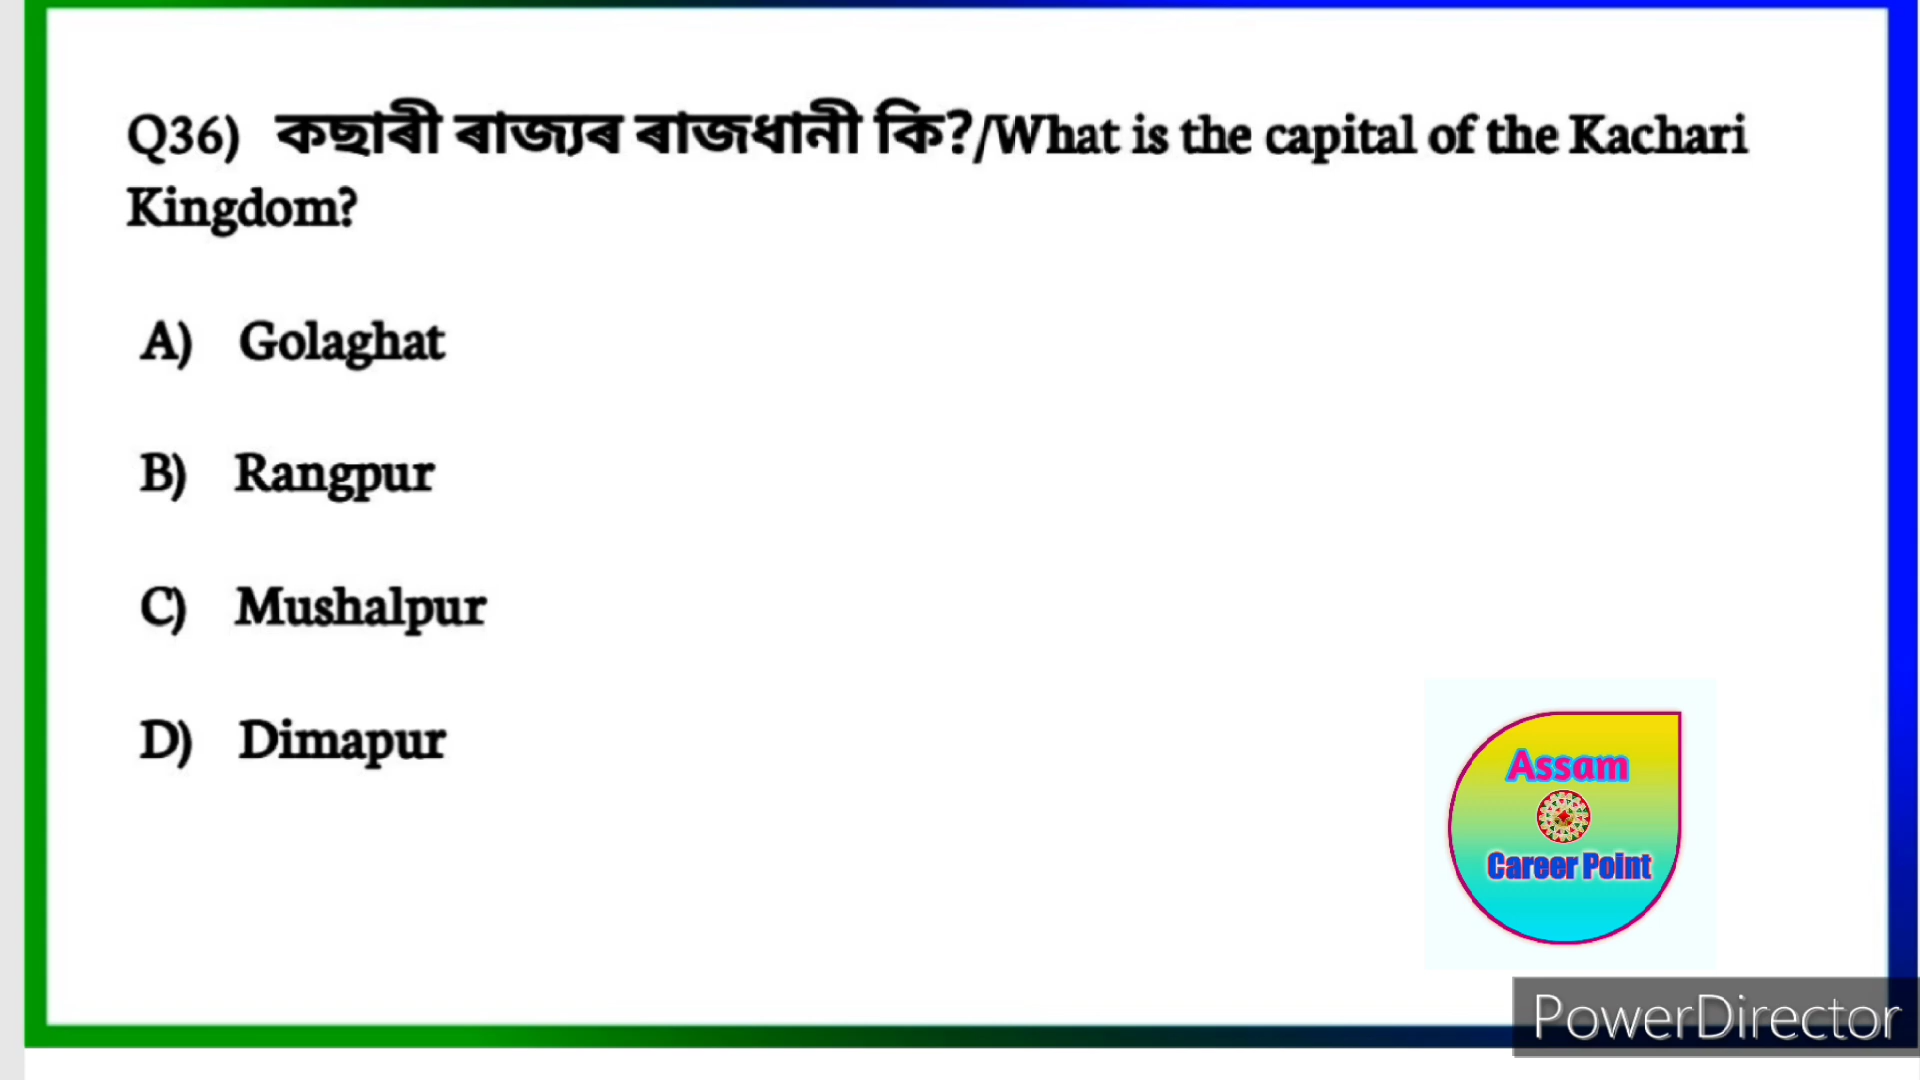 Q36) কছাৰী ৰাজ্যৰ ৰাজধানী কি?/What is the capital of the Kachari
Kingdom?
A) Golaghat
B) Rangpur
C) Mushalpur
D) Dimapur
Assam
Career Point
PowerDirector